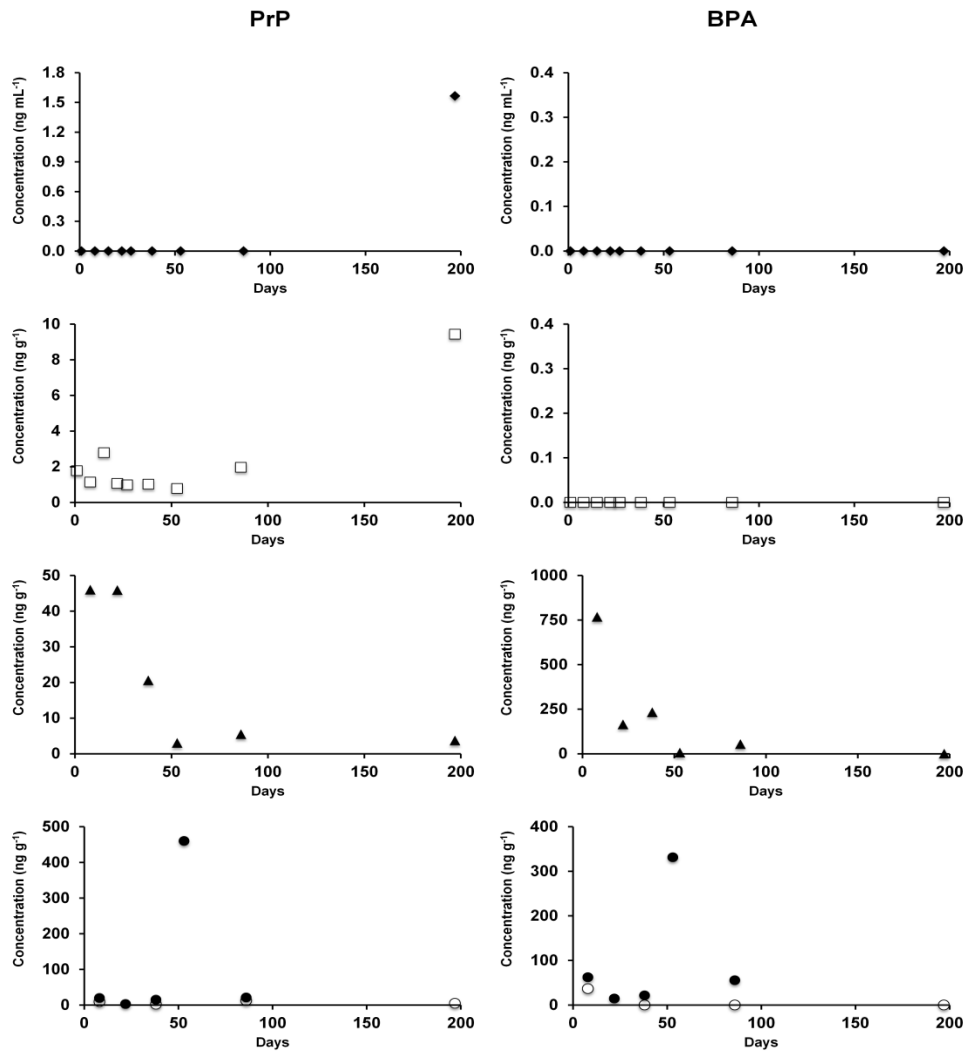 PrP
BPA
Concentration (ng mL⁻¹)
1.8
1.5
1.2
0.9
0.6
0.3
0.0
0 50 100 150 200
Days
Concentration (ng mL⁻¹)
0.4
0.3
0.2
0.1
0.0
0 50 100 150 200
Days
Concentration (ng g⁻¹)
10
8
6
4
2
0
0 50 100 150 200
Days
Concentration (ng g⁻¹)
0.4
0.3
0.2
0.1
0.0
0 50 100 150 200
Days
Concentration (ng g⁻¹)
50
40
30
20
10
0
0 50 100 150 200
Days
Concentration (ng g⁻¹)
1000
750
500
250
0
0 50 100 150 200
Days
Concentration (ng g⁻¹)
500
400
300
200
100
0
0 50 100 150 200
Days
Concentration (ng g⁻¹)
400
300
200
100
0
0 50 100 150 200
Days